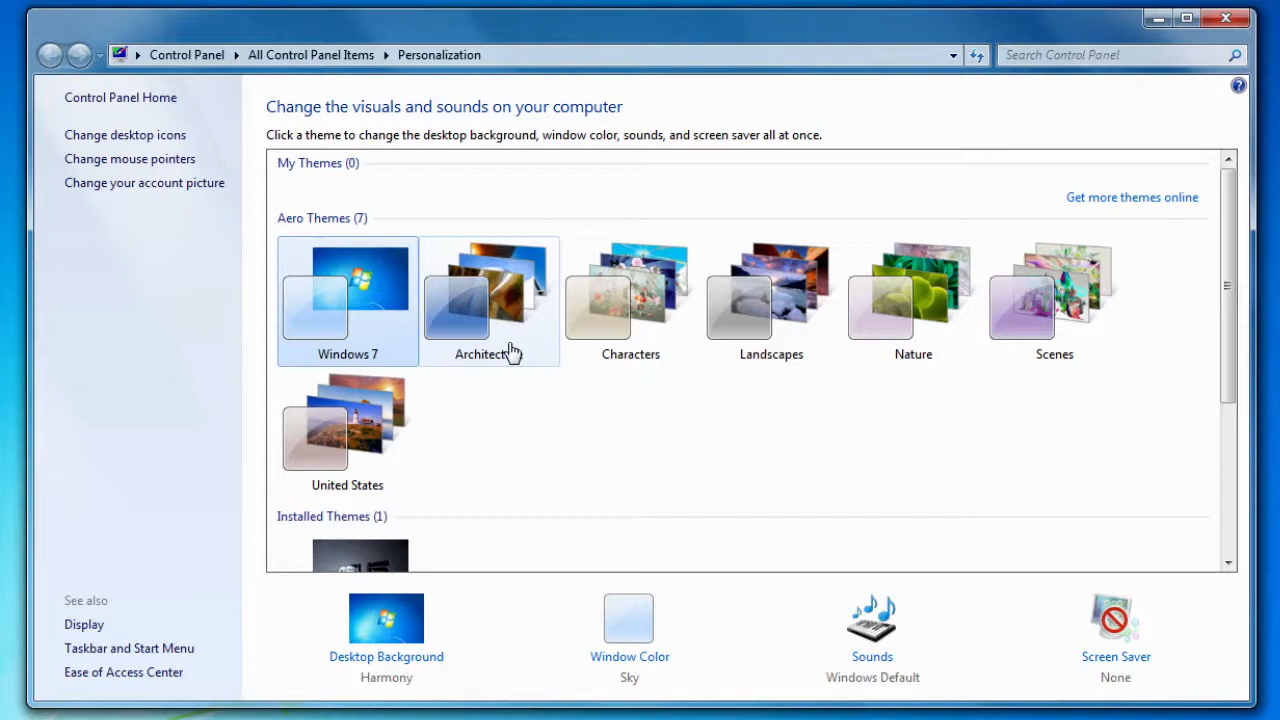 Control Panel All Control Panel Items Personalization
Search Control Panel
Control Panel Home
Change desktop icons
Change mouse pointers
Change your account picture
Change the visuals and sounds on your computer
Click a theme to change the desktop background, window color, sounds, and screen saver all at once.
My Themes (0)
Get more themes online
Aero Themes (7)
Windows 7
Characters
Landscapes
Nature
Scenes
United States
Installed Themes (1)
See also
Display
Taskbar and Start Menu
Ease of Access Center
Desktop Background
Harmony
Window Color
Sky
Sounds
Windows Default
Screen Saver
None